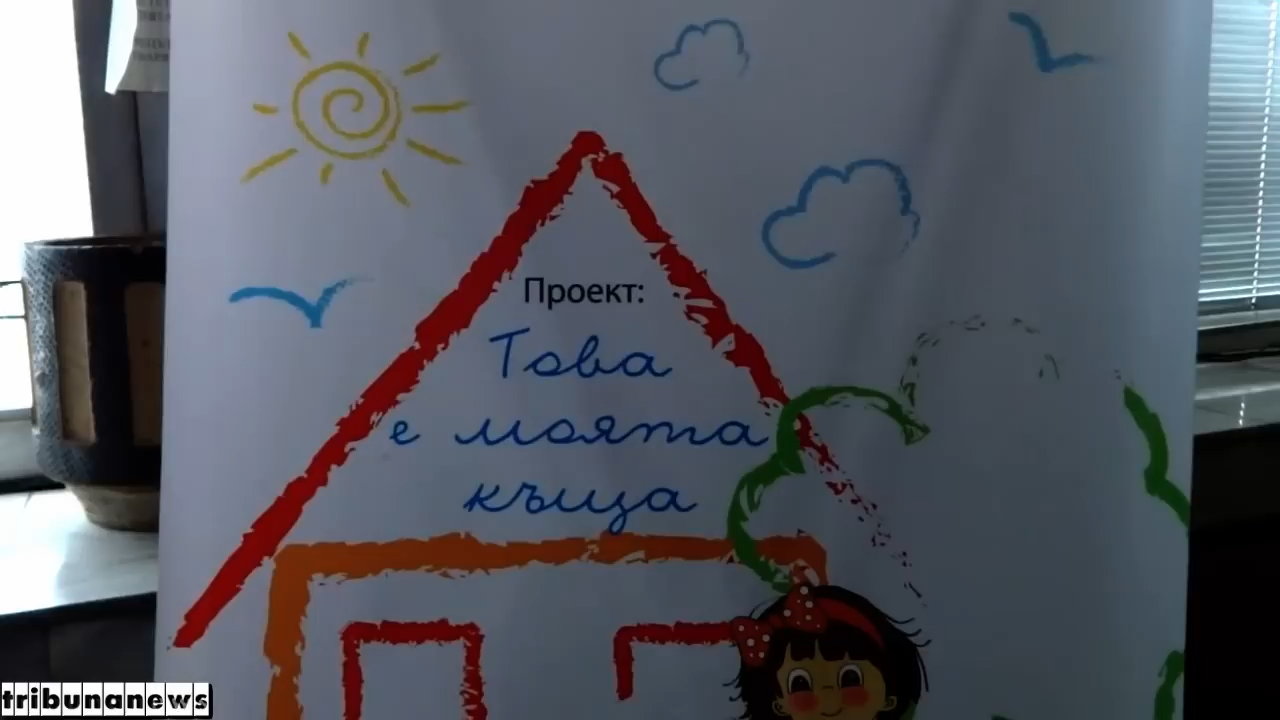 Проект:
Това
е моята
къща
tribunanews